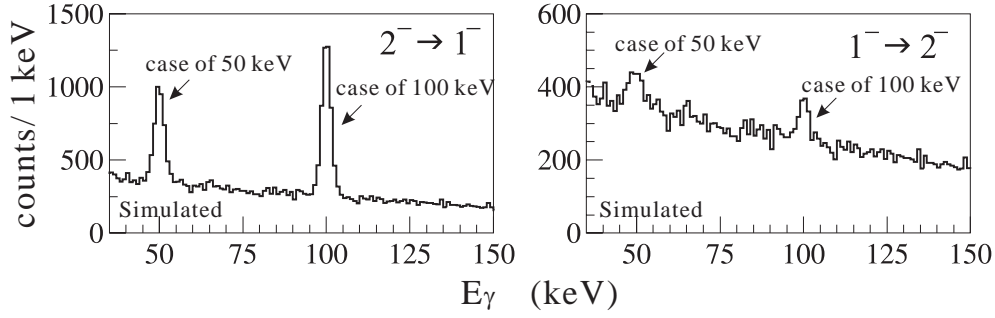 1500
1000
500
0
counts/ 1 keV
2⁻ → 1⁻
case of 50 keV
case of 100 keV
Simulated
50 75 100 125 150
600
400
200
0
1⁻ → 2⁻
case of 50 keV
case of 100 keV
Simulated
50 75 100 125 150
Eγ (keV)